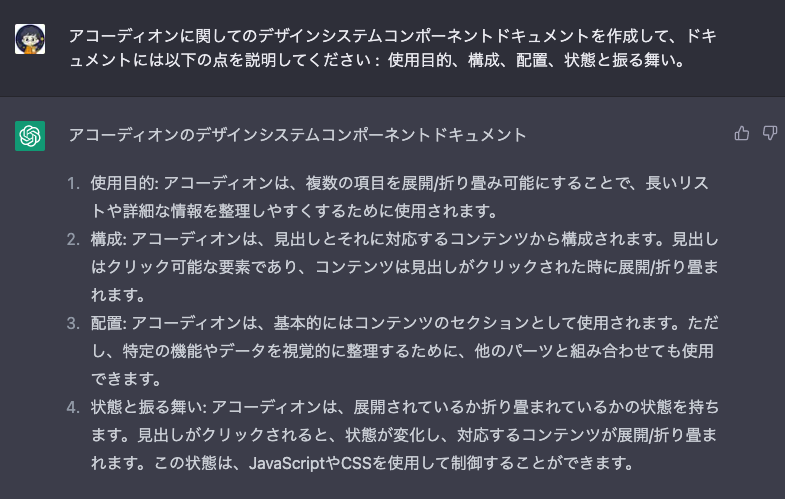 アコーディオンに関してのデザインシステムコンポーネントドキュメントを作成して、ドキ
ュメントには以下の点を説明してください： 使用目的、構成、配置、状態と振る舞い。
アコーディオンのデザインシステムコンポーネントドキュメント
1. 使用目的: アコーディオンは、複数の項目を展開/折り畳み可能にすることで、長いリス
トや詳細な情報を整理しやすくするために使用されます。
2. 構成: アコーディオンは、見出しとそれに対応するコンテンツから構成されます。見出し
はクリック可能な要素であり、コンテンツは見出しがクリックされた時に展開/折り畳ま
れます。
3. 配置: アコーディオンは、基本的にはコンテンツのセクションとして使用されます。ただ
し、特定の機能やデータを視覚的に整理するために、他のパーツと組み合わせても使用
できます。
4. 状態と振る舞い: アコーディオンは、展開されているか折り畳まれているかの状態を持ち
ます。見出しがクリックされると、状態が変化し、対応するコンテンツが展開/折り畳ま
れます。この状態は、JavaScriptやCSSを使用して制御することができます。